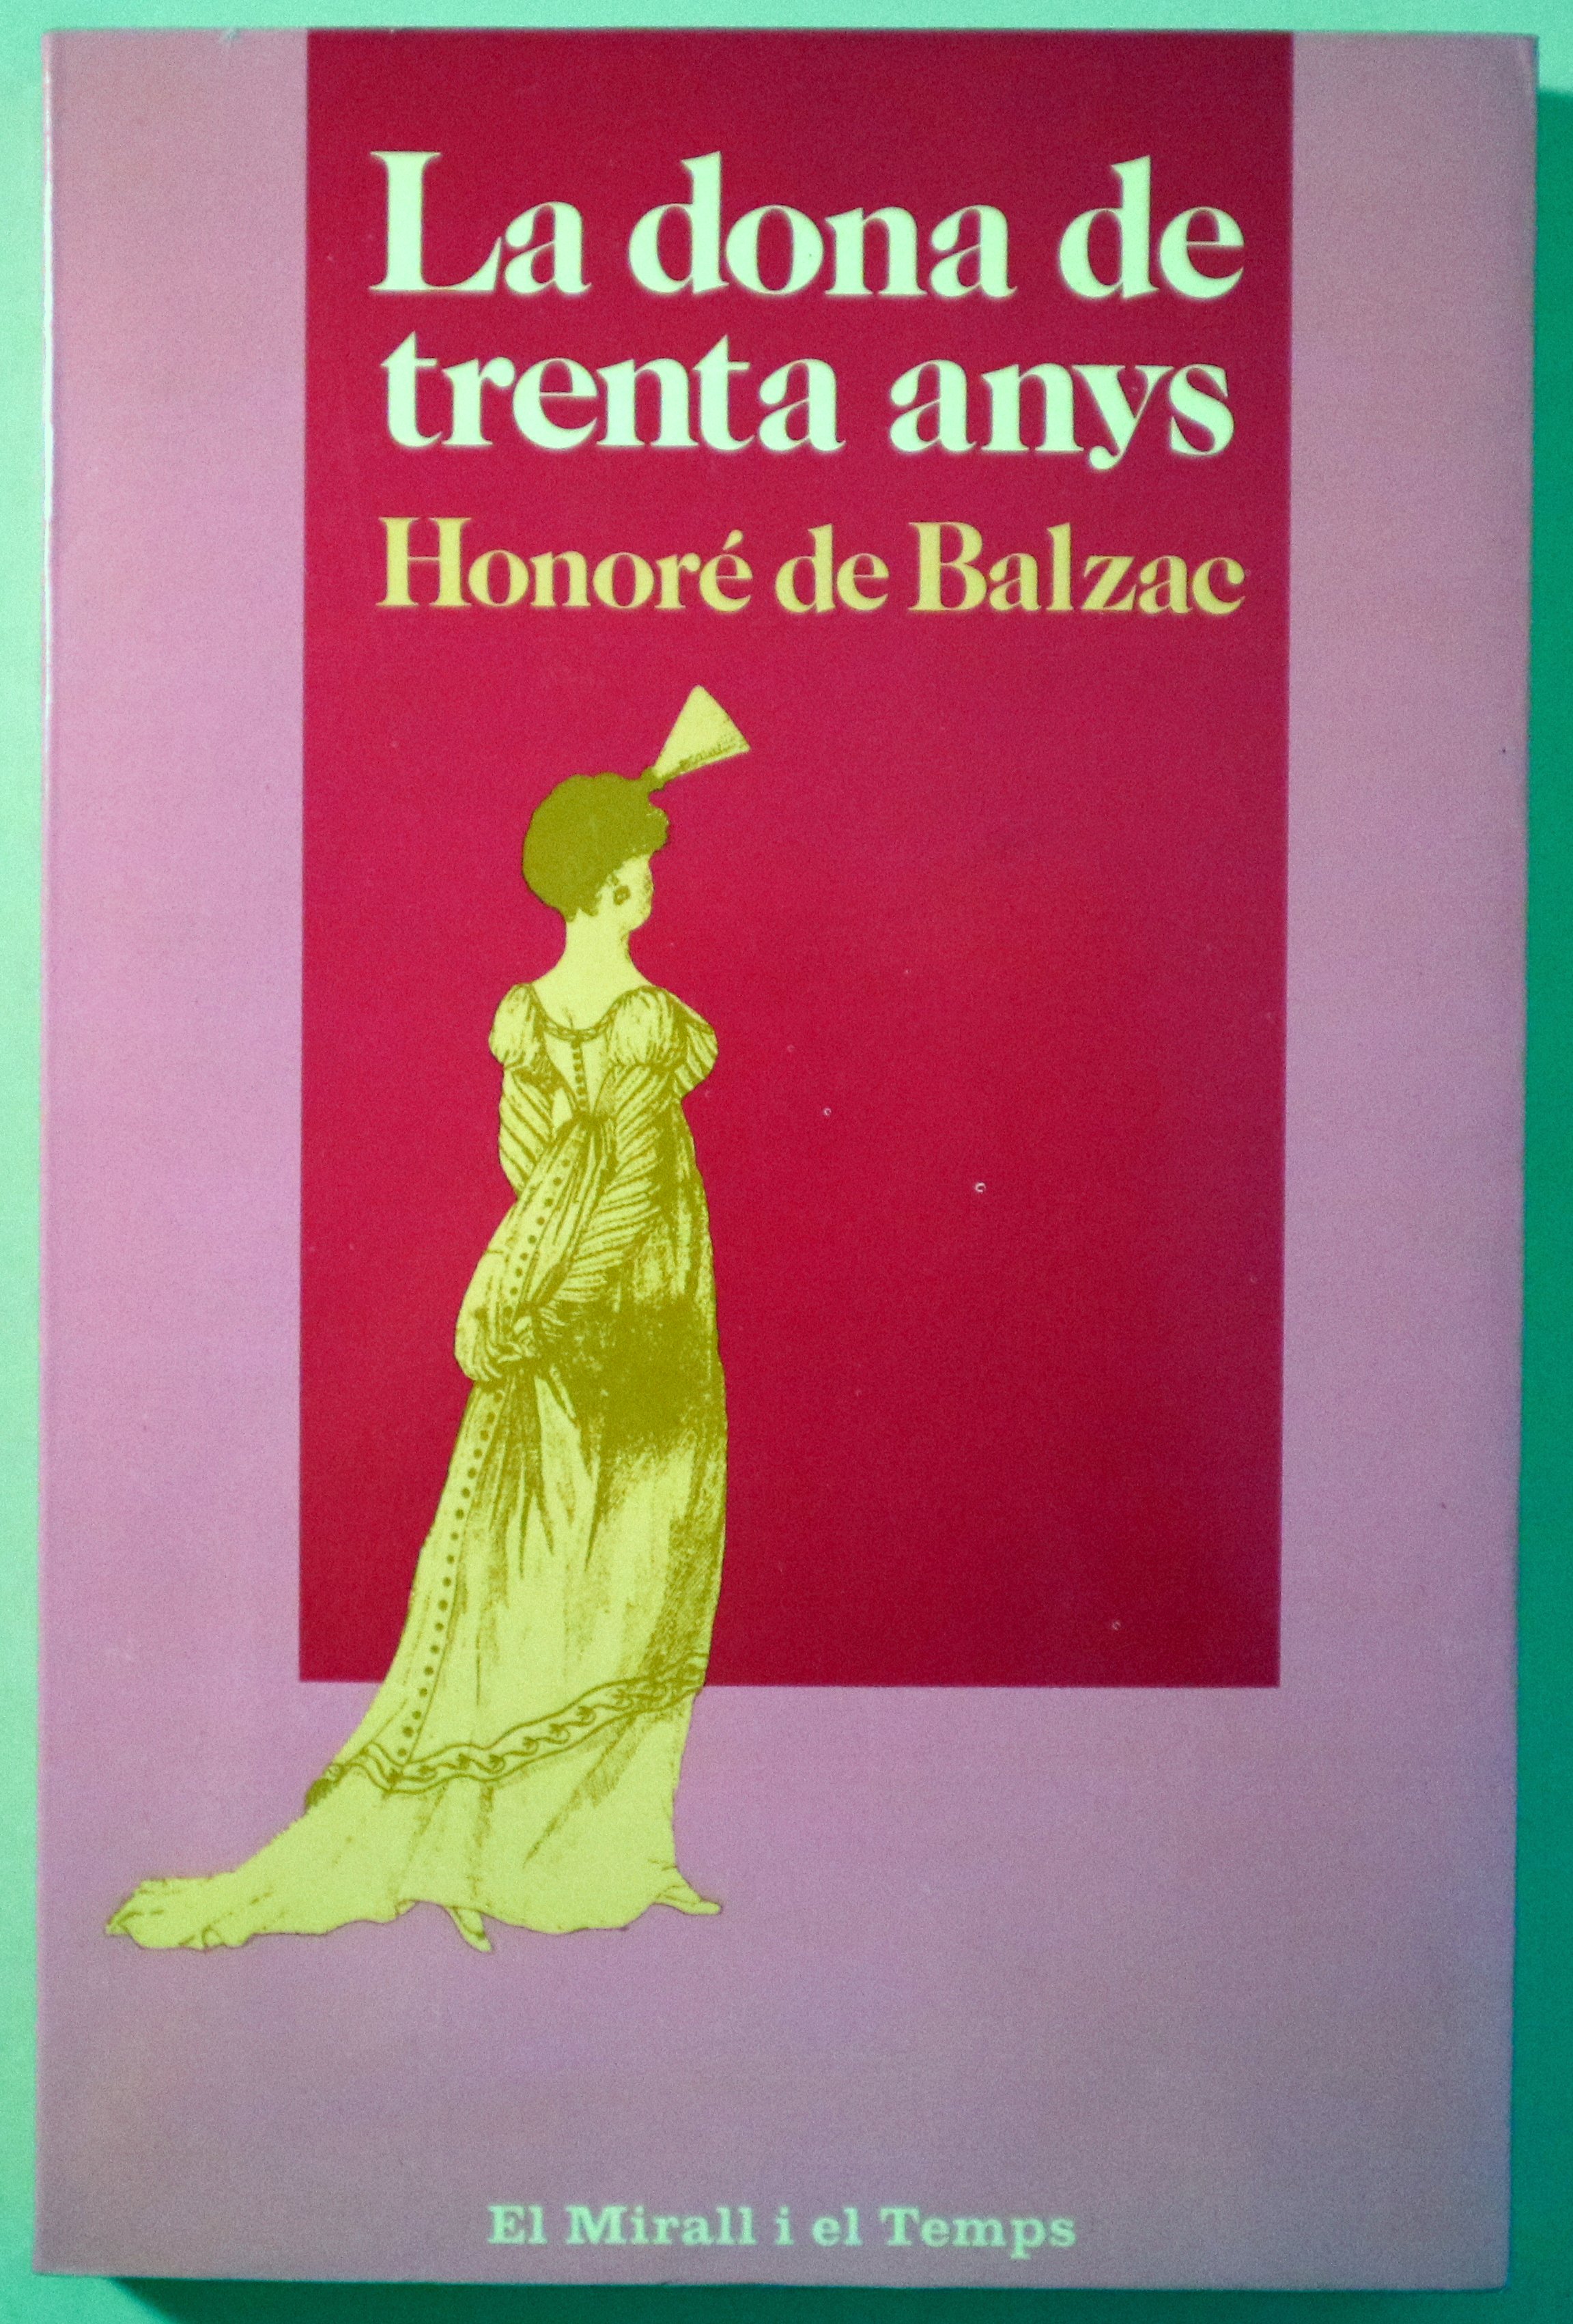 La dona de
trenta anys
Honoré de Balzac
El Mirall i el Temps